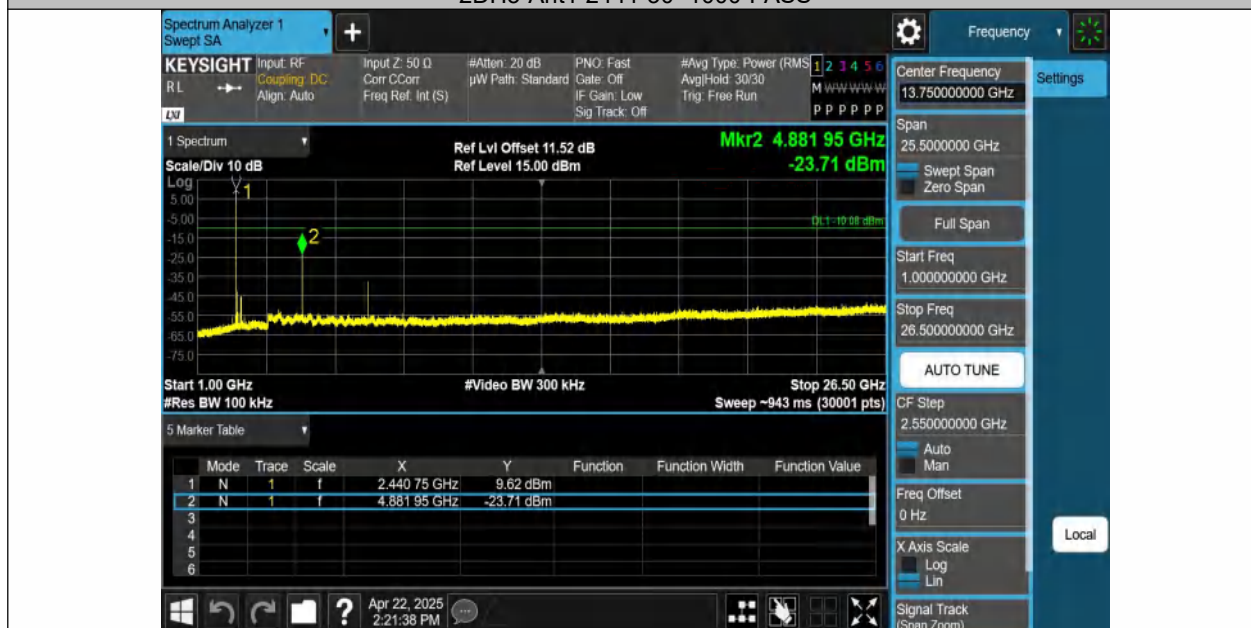 Spectrum Analyzer 1
Swept SA
Frequency
KEYSIGHT
RL
LXI
Input: RF
Coupling: DC
Align: Auto
Input Z: 50 Ω
Corr CCorr
Freq Ref: Int (S)
#Atten: 20 dB
µW Path: Standard
PNO: Fast
Gate: Off
IF Gain: Low
Sig Track: Off
#Avg Type: Power (RMS
Avg|Hold: 30/30
Trig: Free Run
1 2 3 4 5 6
M W W W W W
P P P P P P
1 Spectrum
Scale/Div 10 dB
Ref Lvl Offset 11.52 dB
Ref Level 15.00 dBm
Mkr2 4.881 95 GHz
-23.71 dBm
Log
5.00
-5.00
-15.0
-25.0
-35.0
-45.0
-55.0
-65.0
-75.0
1
2
DL1 -10.08 dBm
Start 1.00 GHz
#Res BW 100 kHz
#Video BW 300 kHz
Stop 26.50 GHz
Sweep ~943 ms (30001 pts)
5 Marker Table
Mode Trace Scale X Y Function Function Width Function Value
1 N 1 f 2.440 75 GHz 9.62 dBm
2 N 1 f 4.881 95 GHz -23.71 dBm
3
4
5
6
?
Apr 22, 2025
2:21:38 PM
Center Frequency
13.750000000 GHz
Settings
Span
25.5000000 GHz
Swept Span
Zero Span
Full Span
Start Freq
1.000000000 GHz
Stop Freq
26.500000000 GHz
AUTO TUNE
CF Step
2.550000000 GHz
Auto
Man
Freq Offset
0 Hz
Local
X Axis Scale
Log
Lin
Signal Track
(Span Zoom)